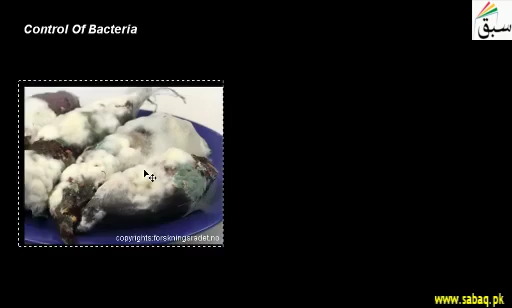 Control Of Bacteria
سبق
copyrights:forskningsradet.no
www.sabaq.pk